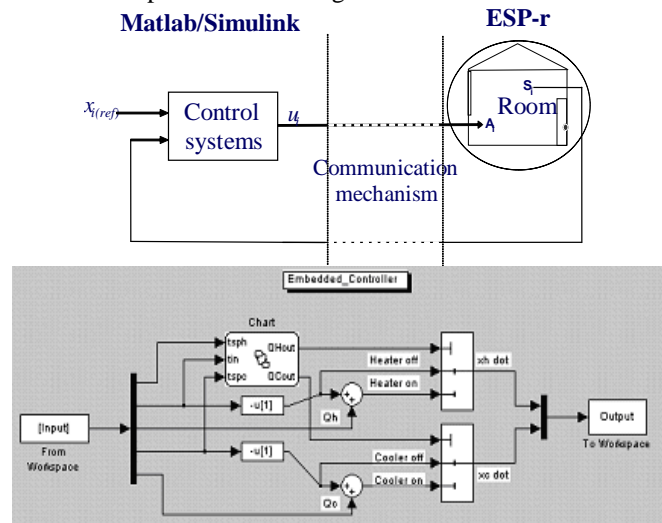 Matlab/Simulink
ESP-r
x i(ref)
Control
systems
u i
S i
A i
Room
Communication
mechanism
Embedded_Controller
Chart
tsph
tin
tspc
QHout
QCout
Heater off
Heater on
xh dot
-u[1]
Qh
[Input]
From
Workspace
-u[1]
Cooler off
Cooler on
xc dot
Qc
Output
To Workspace